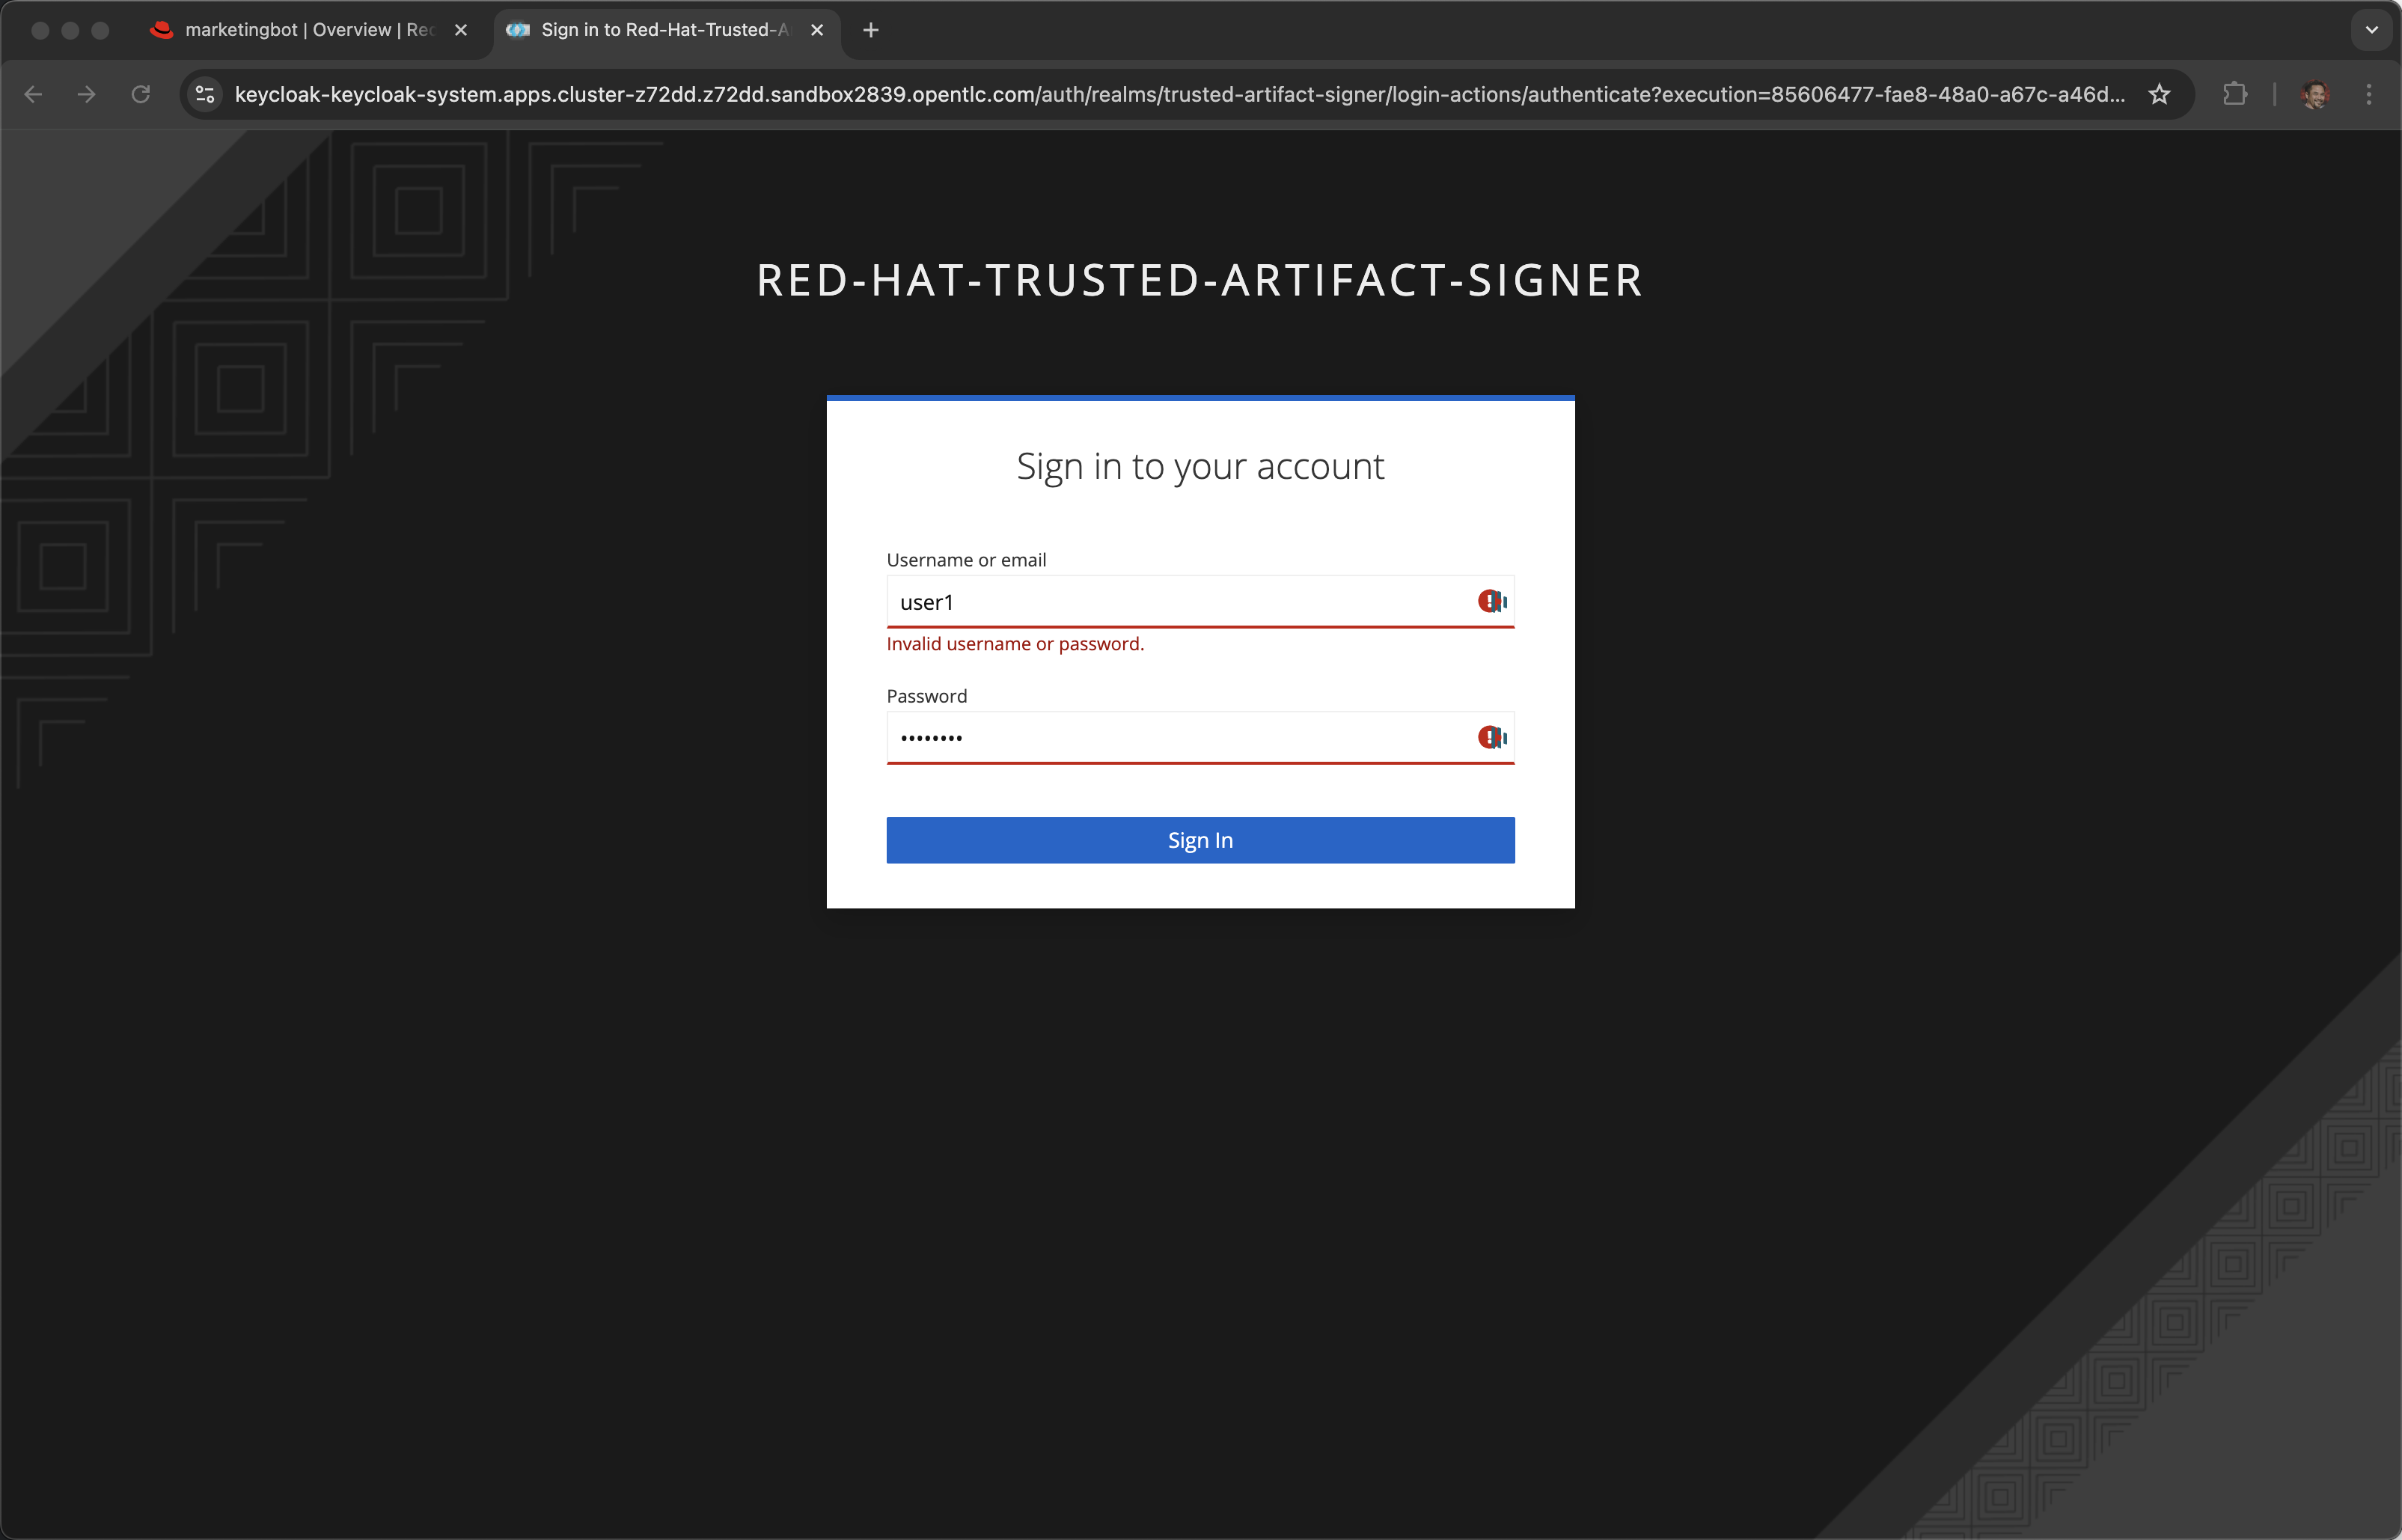 marketingbot | Overview | Red
Sign in to Red-Hat-Trusted-A
keycloak-keycloak-system.apps.cluster-z72dd.z72dd.sandbox2839.opentlc.com/auth/realms/trusted-artifact-signer/login-actions/authenticate?execution=85606477-fae8-48a0-a67c-a46d...
RED-HAT-TRUSTED-ARTIFACT-SIGNER
Sign in to your account
Username or email
user1
Invalid username or password.
Password
••••••••
Sign In